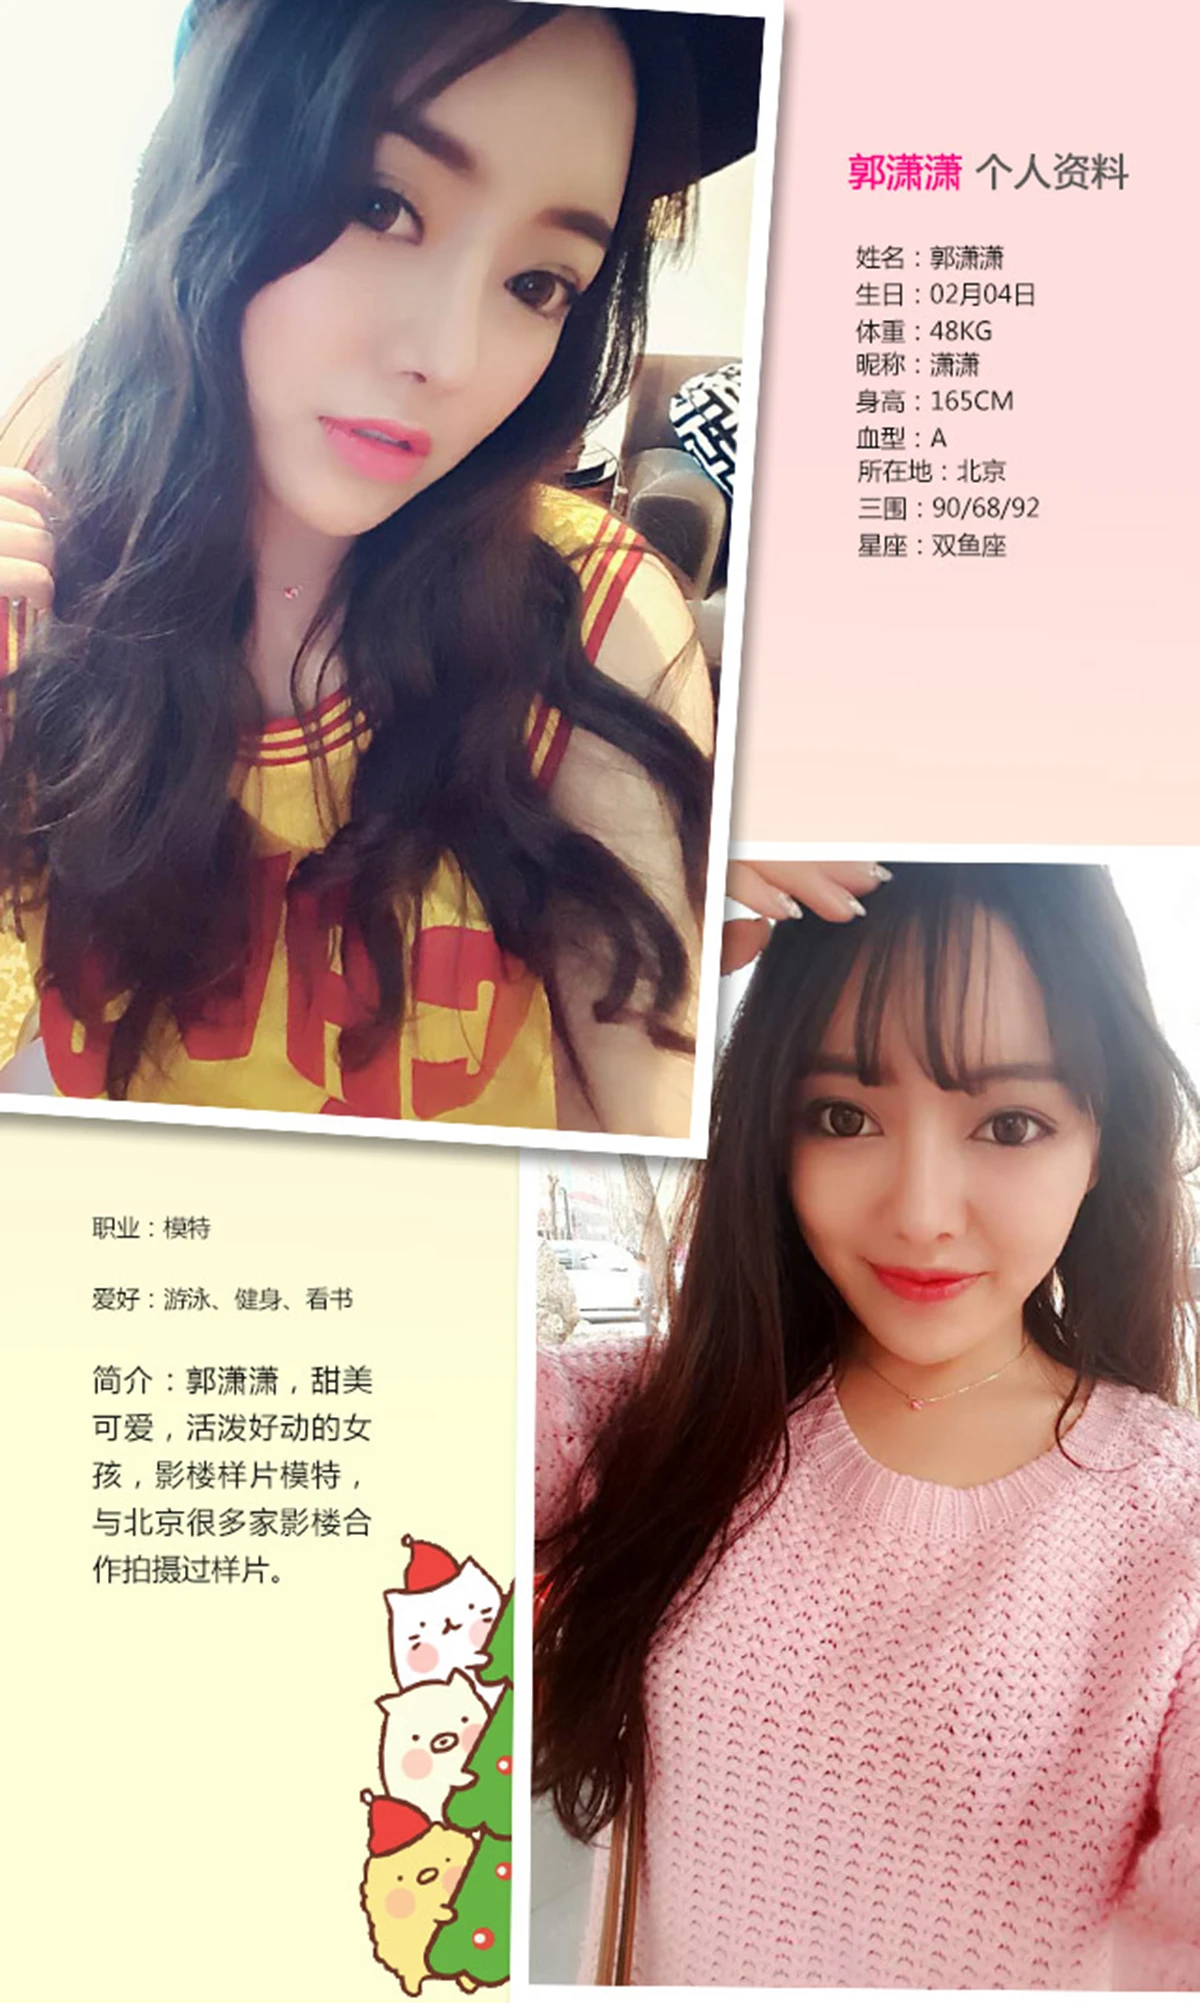 郭潇潇 个人资料
姓名：郭潇潇
生日：02月04日
体重：48KG
昵称：潇潇
身高：165CM
血型：A
所在地：北京
三围：90/68/92
星座：双鱼座
职业：模特
爱好：游泳、健身、看书
简介：郭潇潇，甜美
可爱，活泼好动的女
孩，影楼样片模特，
与北京很多家影楼合
作拍摄过样片。